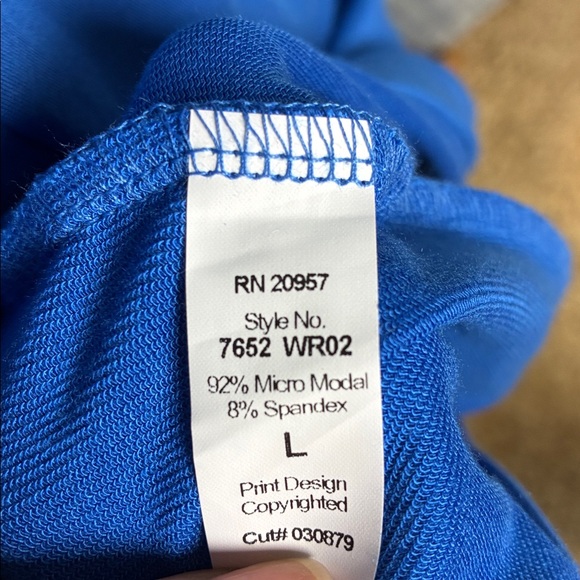 RN 20957
Style No.
7652 WR02
92% Micro Modal
8% Spandex
L
Print Design
Copyrighted
Cut# 030879